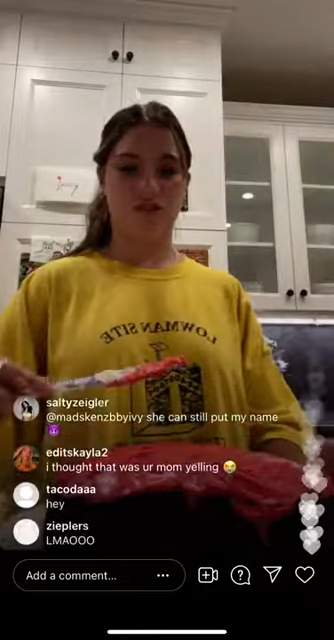 LOWMAN SITE
saltyzeigler
@madskenzbbyivy she can still put my name
😈
editskayla2
i thought that was ur mom yelling 😭
tacodaaa
hey
zieplers
LMAOOO
Add a comment...